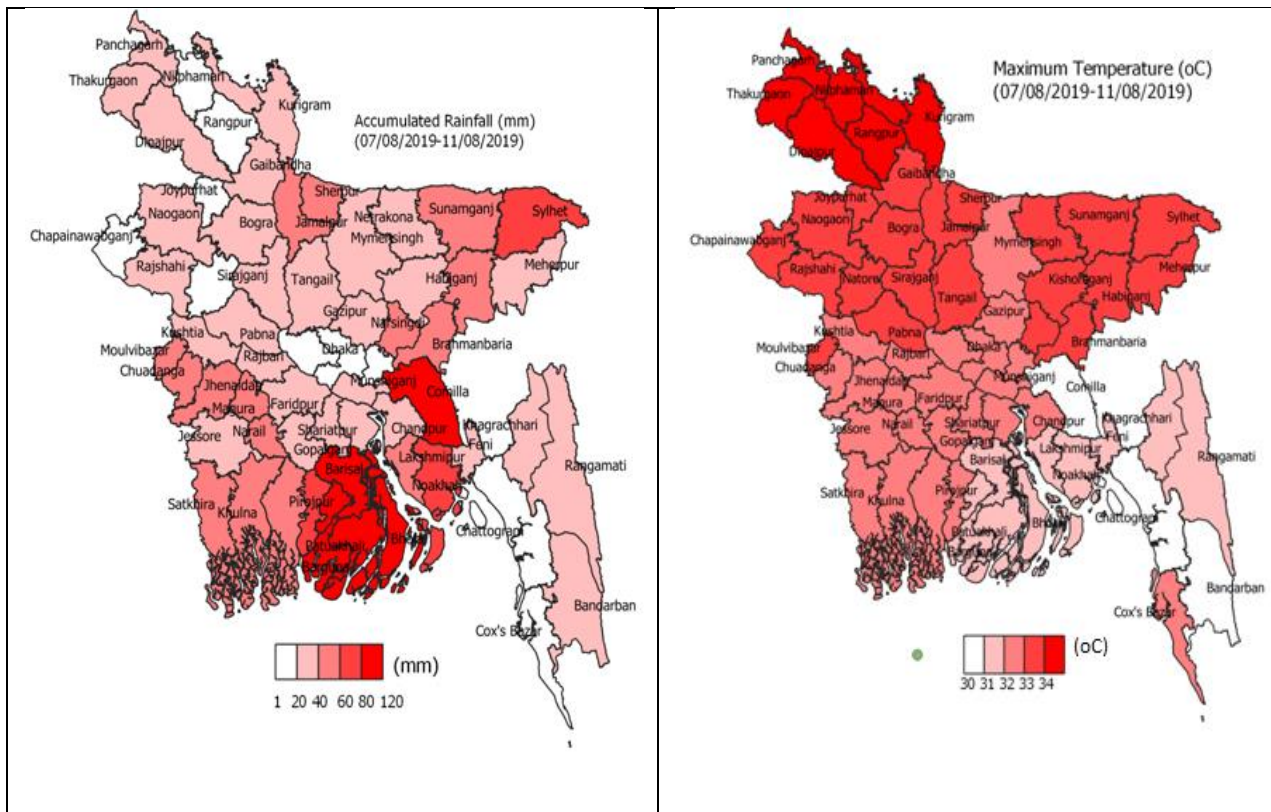 Panchagarh
Nilphamari
Thakurgaon
Kurigram
Rangpur
Accumulated Rainfall (mm)
(07/08/2019-11/08/2019)
Dinajpur
Gaibandha
Joypurhat
Sherpur
Naogaon
Bogra
Jamalpur
Netrakona
Sunamganj
Sylhet
Chapainawabganj
Mymensingh
Rajshahi
Sirajganj
Tangail
Habiganj
Meherpur
Gazipur
Narsingdi
Kushtia
Pabna
Dhaka
Brahmanbaria
Moulvibazar
Rajbari
Chuadanga
Munshiganj
Comilla
Jhenaidah
Magura
Faridpur
Jessore
Narail
Shariatpur
Chandpur
Khagrachhari
Feni
Gopalganj
Lakshmipur
Barisal
Rangamati
Satkhira
Khulna
Pirojpur
Noakhali
Chattogram
Patuakhali
Bhola
Barguna
Bandarban
Cox's Bazar
(mm)
1 20 40 60 80 120
Maximum Temperature (oC)
(07/08/2019-11/08/2019)
Panchagarh
Nilphamari
Thakurgaon
Kurigram
Rangpur
Dinajpur
Gaibandha
Joypurhat
Sherpur
Naogaon
Bogra
Jamalpur
Sunamganj
Sylhet
Chapainawabganj
Mymensingh
Rajshahi
Natore
Sirajganj
Kishoreganj
Meherpur
Tangail
Habiganj
Gazipur
Kushtia
Pabna
Brahmanbaria
Moulvibazar
Rajbari
Dhaka
Chuadanga
Munshiganj
Comilla
Jhenaidah
Magura
Faridpur
Jessore
Narail
Shariatpur
Chandpur
Khagrachhari
Feni
Gopalganj
Lakshmipur
Barisal
Rangamati
Noakhali
Satkhira
Khulna
Pirojpur
Chattogram
Bhola
Patuakhali
Barguna
Bandarban
Cox's Bazar
(oC)
30 31 32 33 34